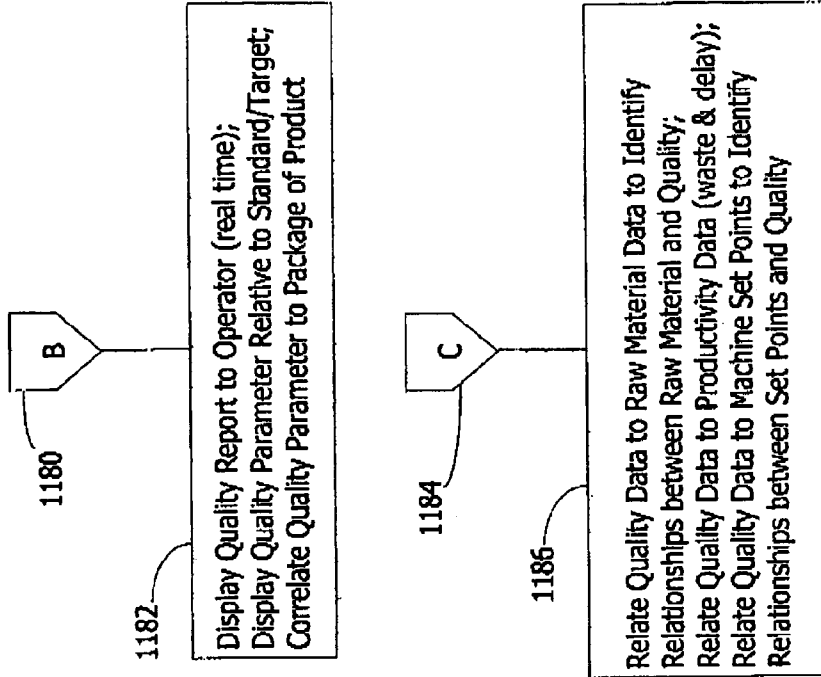 B
1180
1182
Display Quality Report to Operator (real time);
Display Quality Parameter Relative to Standard/Target;
Correlate Quality Parameter to Package of Product
C
1184
1186
Relate Quality Data to Raw Material Data to Identify
Relationships between Raw Material and Quality;
Relate Quality Data to Productivity Data (waste & delay);
Relate Quality Data to Machine Set Points to Identify
Relationships between Set Points and Quality